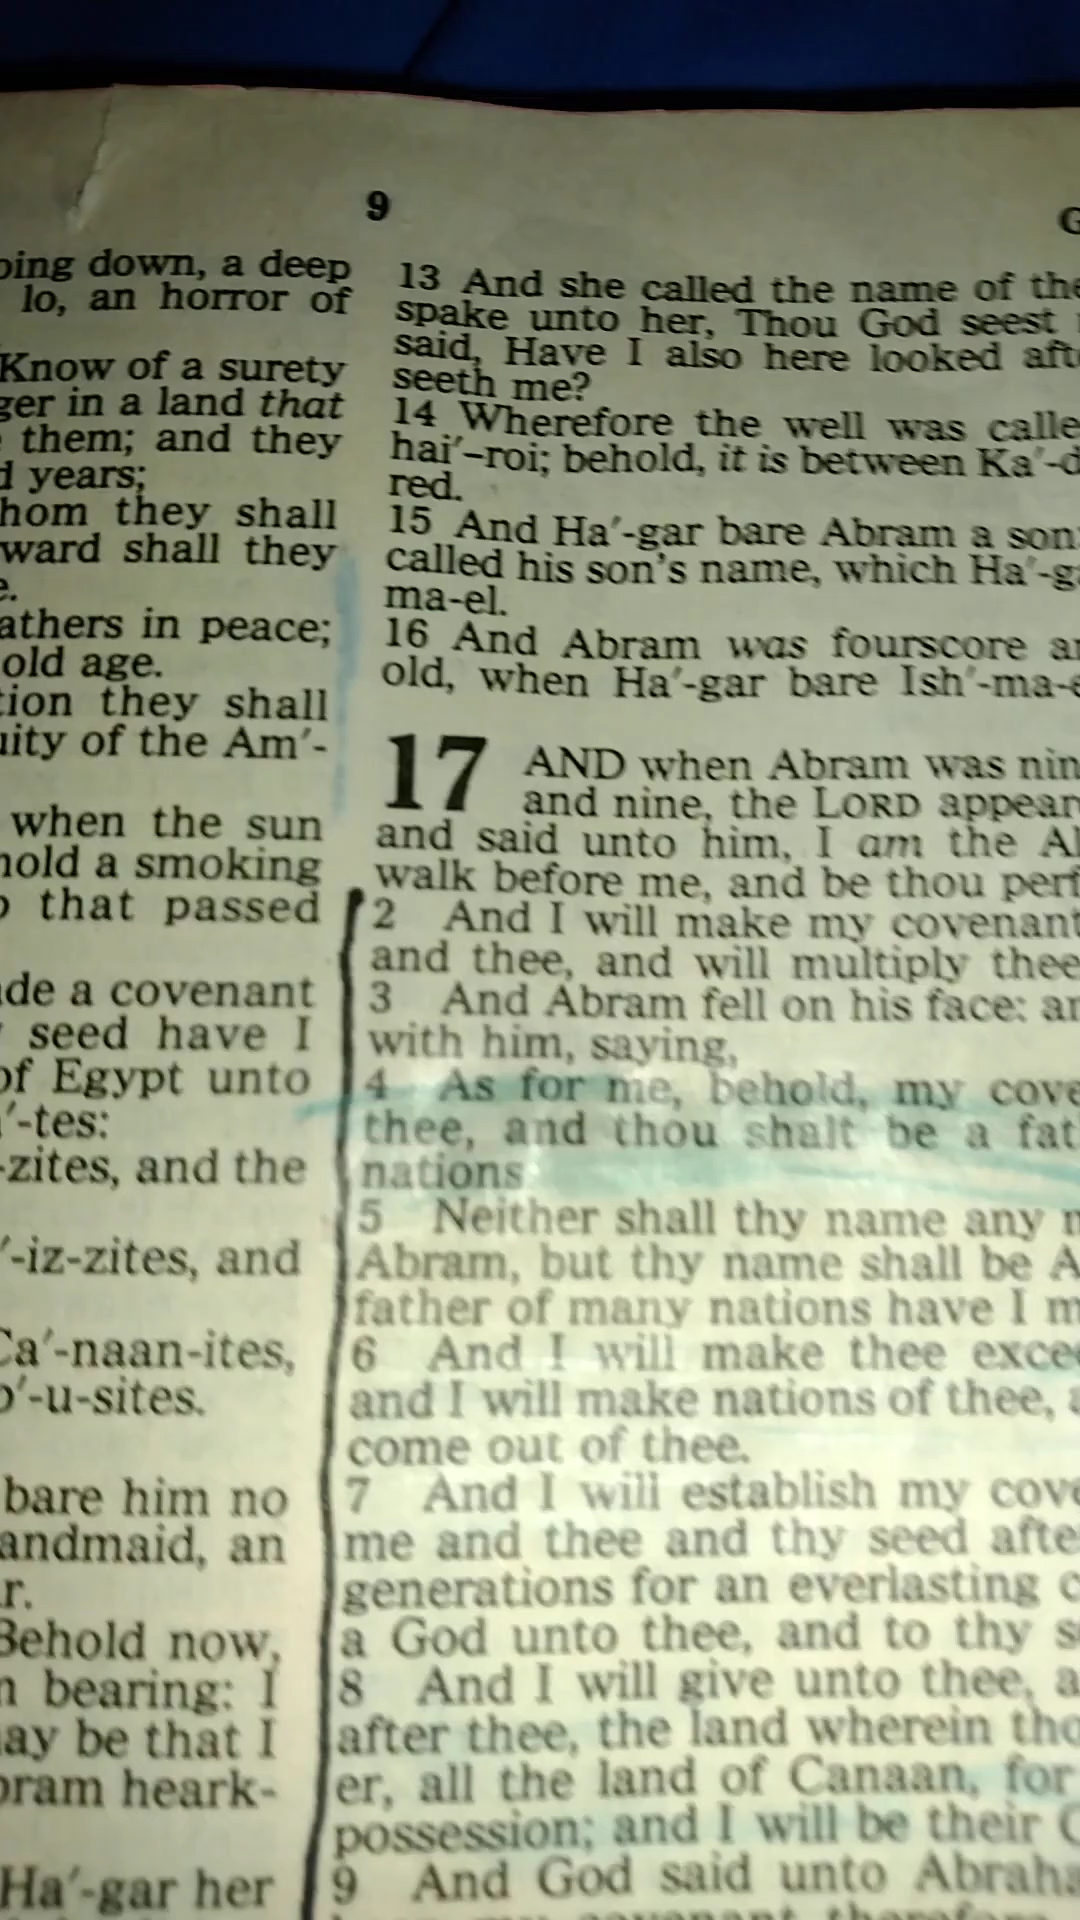 9
G
oing down, a deep
lo, an horror of
Know of a surety
ger in a land that
them; and they
d years;
hom they shall
ward shall they
e.
athers in peace;
old age.
tion they shall
uity of the Am'-
when the sun
hold a smoking
that passed
de a covenant
seed have I
of Egypt unto
'-tes:
-zites, and the
'-iz-zites, and
Ca'-naan-ites,
'-u-sites.
bare him no
andmaid, an
r.
Behold now,
bearing: I
ay be that I
bram heark-
Ha'-gar her
13 And she called the name of the
spake unto her, Thou God seest
said, Have I also here looked afte
seeth me?
14 Wherefore the well was calle
hai'-roi; behold, it is between Ka'-d
red.
15 And Ha'-gar bare Abram a son:
called his son's name, which Ha'-ga
ma-el.
16 And Abram was fourscore an
old, when Ha'-gar bare Ish'-ma-e
17 AND when Abram was nin
and nine, the LORD appear
and said unto him, I am the Al
walk before me, and be thou perf
2 And I will make my covenant
and thee, and will multiply thee
3 And Abram fell on his face: an
with him, saying,
4 As for me, behold, my cove
thee, and thou shalt be a fat
nations
5 Neither shall thy name any m
Abram, but thy name shall be A
father of many nations have I m
6 And I will make thee excee
and I will make nations of thee, a
come out of thee.
7 And I will establish my cove
me and thee and thy seed afte
generations for an everlasting c
a God unto thee, and to thy s
8 And I will give unto thee, a
after thee, the land wherein tho
er, all the land of Canaan, for
possession; and I will be their G
9 And God said unto Abraha
covenant therefore